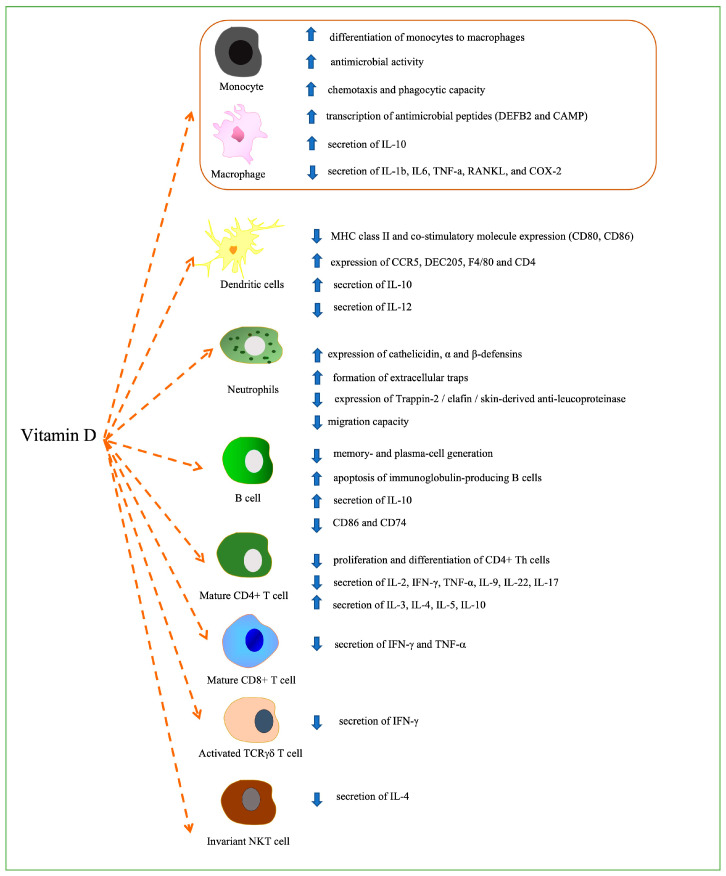 differentiation of monocytes to macrophages
antimicrobial activity
Monocyte
chemotaxis and phagocytic capacity
transcription of antimicrobial peptides (DEFB2 and CAMP)
secretion of IL-10
Macrophage
secretion of IL-1b, IL6, TNF-a, RANKL, and COX-2
MHC class II and co-stimulatory molecule expression (CD80, CD86)
expression of CCR5, DEC205, F4/80 and CD4
Dendritic cells
secretion of IL-10
secretion of IL-12
expression of cathelicidin, α and β-defensins
Neutrophils
formation of extracellular traps
expression of Trappin-2 / elafin / skin-derived anti-leucoproteinase
migration capacity
Vitamin D
memory- and plasma-cell generation
apoptosis of immunoglobulin-producing B cells
B cell
secretion of IL-10
CD86 and CD74
proliferation and differentiation of CD4+ Th cells
secretion of IL-2, IFN-γ, TNF-α, IL-9, IL-22, IL-17
Mature CD4+ T cell
secretion of IL-3, IL-4, IL-5, IL-10
secretion of IFN-γ and TNF-α
Mature CD8+ T cell
secretion of IFN-γ
Activated TCRγδ T cell
secretion of IL-4
Invariant NKT cell